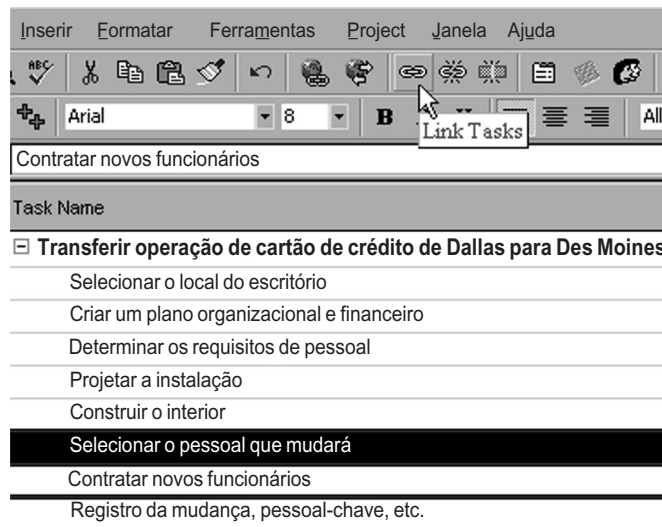 Inserir Formatar Ferramentas Project Janela Ajuda
ABC
Arial 8 B All
Link Tasks
Contratar novos funcionários
Task Name
Transferir operação de cartão de crédito de Dallas para Des Moines
Selecionar o local do escritório
Criar um plano organizacional e financeiro
Determinar os requisitos de pessoal
Projetar a instalação
Construir o interior
Selecionar o pessoal que mudará
Contratar novos funcionários
Registro da mudança, pessoal-chave, etc.